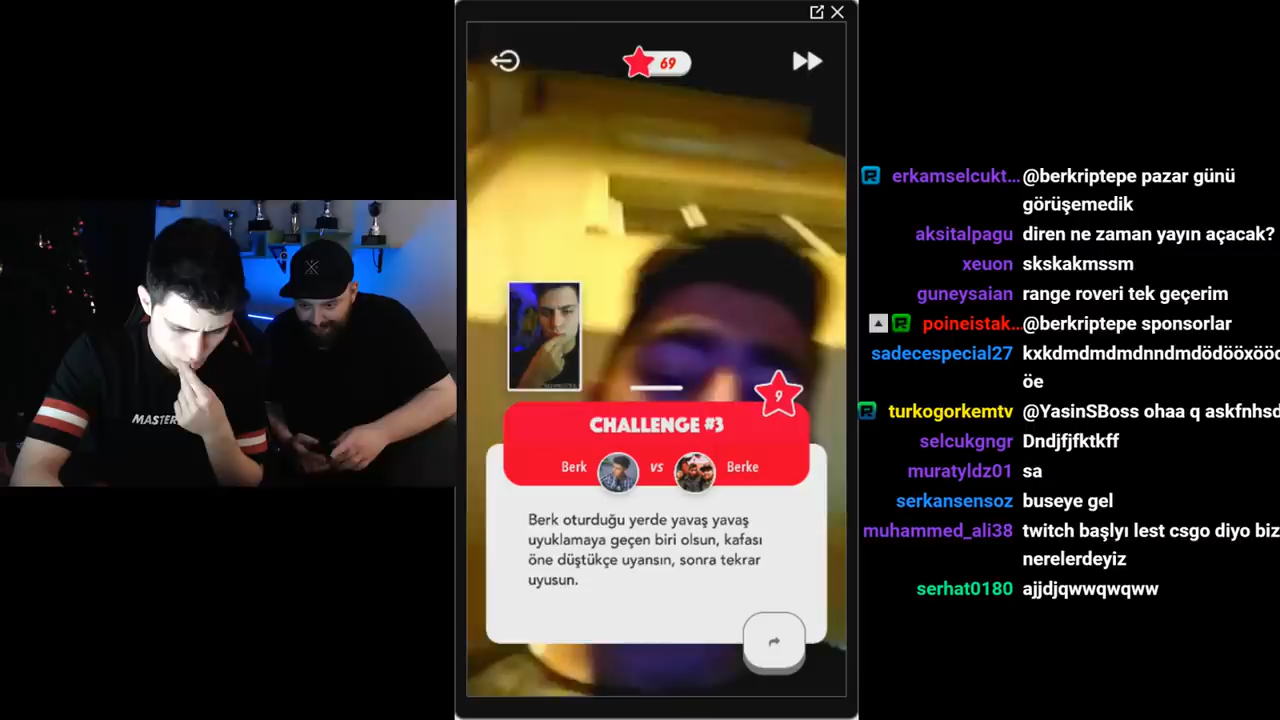 69
9
CHALLENGE #3
Berk vs Berke
Berk oturduğu yerde yavaş yavaş
uyuklamaya geçen biri olsun, kafası
öne düştükçe uyansın, sonra tekrar
uyusun.
MASTER
erkamselcukt... @berkriptepe pazar günü
görüşemedik
aksitalpagu diren ne zaman yayın açacak?
xeuon skskakmssm
guneysaian range roveri tek geçerim
poineistak... @berkriptepe sponsorlar
sadecespecial27 kxkdmdmdmdnndmdödööxööd
öe
turkogorkemtv @YasinSBoss ohaa q askfnhsd
selcukgngr Dndjfjfktkff
muratyldz01 sa
serkansensoz buseye gel
muhammed_ali38 twitch başlyı lest csgo diyo biz
nerelerdeyiz
serhat0180 ajjdjqwwqwqww